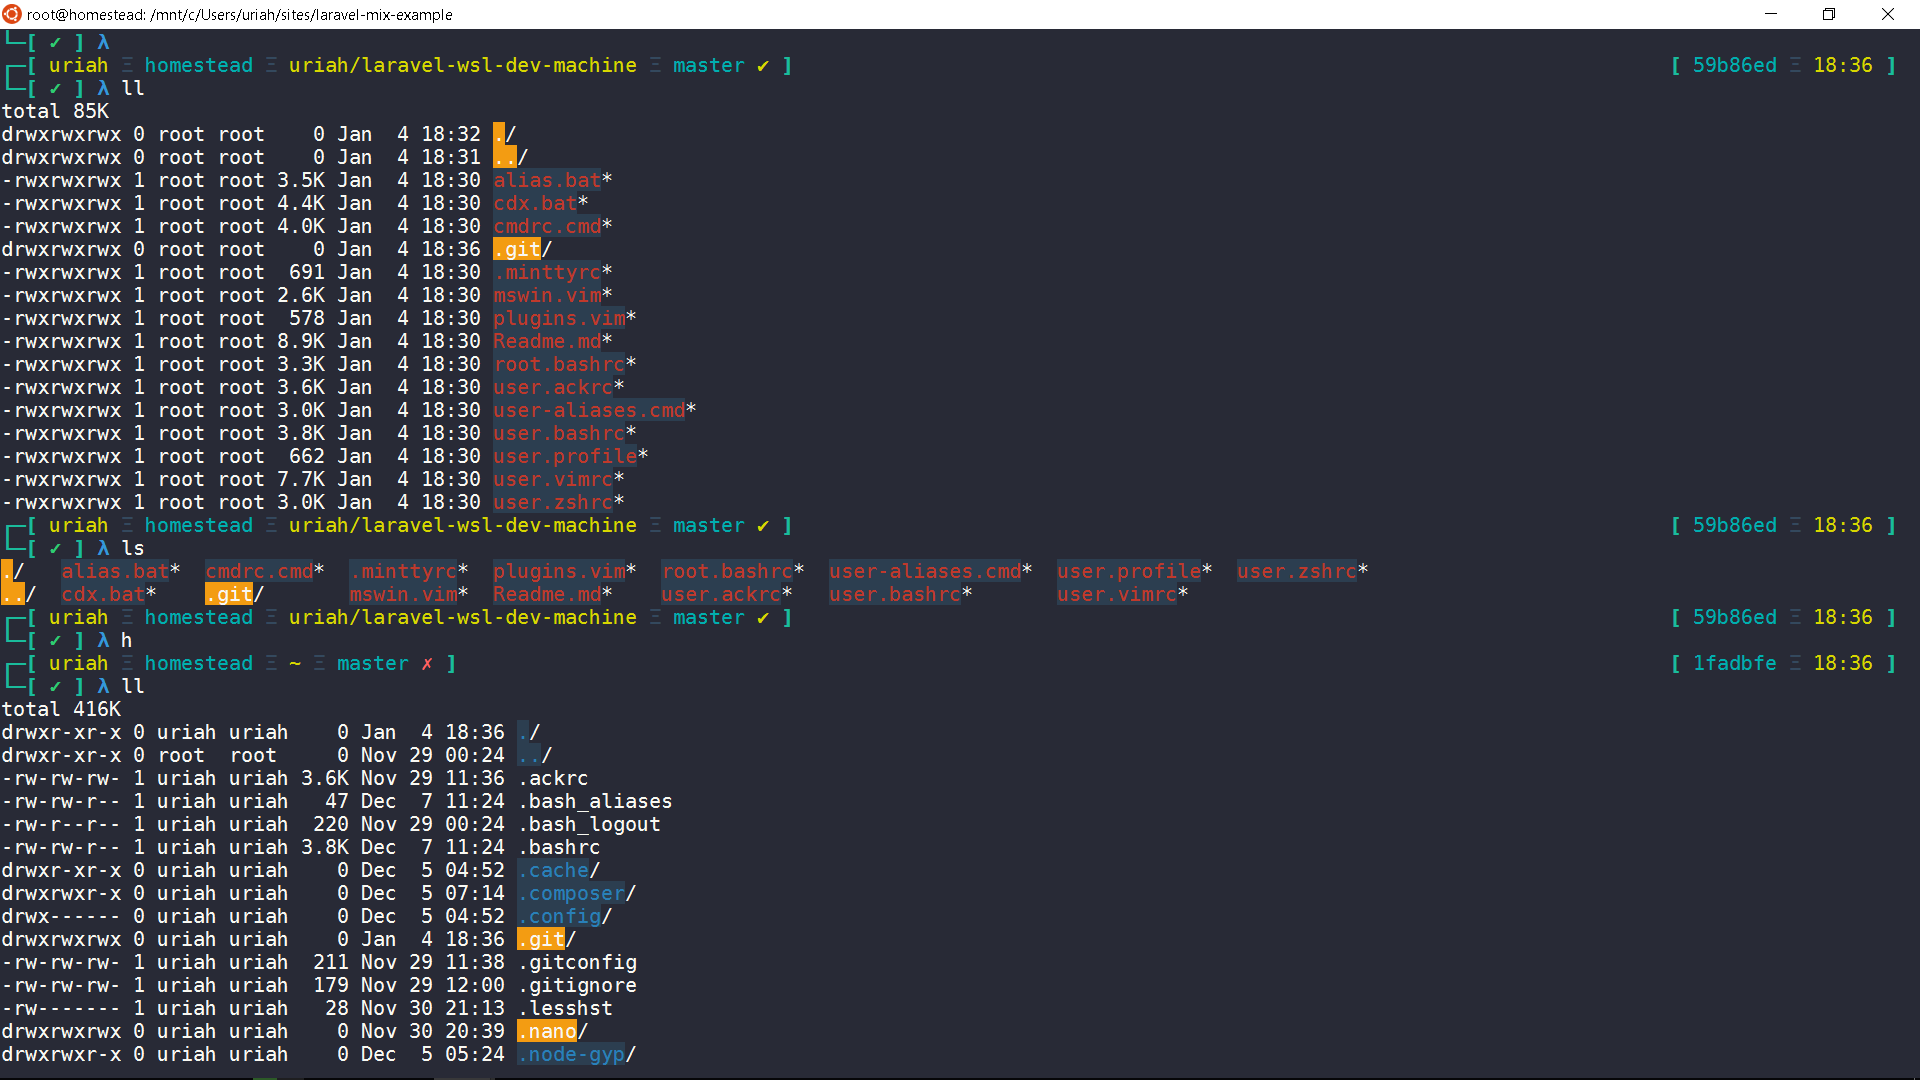 root@homestead: /mnt/c/Users/uriah/sites/laravel-mix-example
└─[ ✓ ] λ
┌─[ uriah Ξ homestead Ξ uriah/laravel-wsl-dev-machine Ξ master ✔ ] [ 59b86ed Ξ 18:36 ]
└─[ ✓ ] λ ll
total 85K
drwxrwxrwx 0 root root    0 Jan  4 18:32 ./
drwxrwxrwx 0 root root    0 Jan  4 18:31 ../
-rwxrwxrwx 1 root root 3.5K Jan  4 18:30 alias.bat*
-rwxrwxrwx 1 root root 4.4K Jan  4 18:30 cdx.bat*
-rwxrwxrwx 1 root root 4.0K Jan  4 18:30 cmdrc.cmd*
drwxrwxrwx 0 root root    0 Jan  4 18:36 .git/
-rwxrwxrwx 1 root root  691 Jan  4 18:30 .minttyrc*
-rwxrwxrwx 1 root root 2.6K Jan  4 18:30 mswin.vim*
-rwxrwxrwx 1 root root  578 Jan  4 18:30 plugins.vim*
-rwxrwxrwx 1 root root 8.9K Jan  4 18:30 Readme.md*
-rwxrwxrwx 1 root root 3.3K Jan  4 18:30 root.bashrc*
-rwxrwxrwx 1 root root 3.6K Jan  4 18:30 user.ackrc*
-rwxrwxrwx 1 root root 3.0K Jan  4 18:30 user-aliases.cmd*
-rwxrwxrwx 1 root root 3.8K Jan  4 18:30 user.bashrc*
-rwxrwxrwx 1 root root  662 Jan  4 18:30 user.profile*
-rwxrwxrwx 1 root root 7.7K Jan  4 18:30 user.vimrc*
-rwxrwxrwx 1 root root 3.0K Jan  4 18:30 user.zshrc*
┌─[ uriah Ξ homestead Ξ uriah/laravel-wsl-dev-machine Ξ master ✔ ] [ 59b86ed Ξ 18:36 ]
└─[ ✓ ] λ ls
./   alias.bat*  cmdrc.cmd*  .minttyrc*  plugins.vim*  root.bashrc*  user-aliases.cmd*  user.profile*  user.zshrc*
../  cdx.bat*    .git/       mswin.vim*  Readme.md*    user.ackrc*   user.bashrc*       user.vimrc*
┌─[ uriah Ξ homestead Ξ uriah/laravel-wsl-dev-machine Ξ master ✔ ] [ 59b86ed Ξ 18:36 ]
└─[ ✓ ] λ h
┌─[ uriah Ξ homestead Ξ ~ Ξ master ✗ ] [ 1fadbfe Ξ 18:36 ]
└─[ ✓ ] λ ll
total 416K
drwxr-xr-x 0 uriah uriah    0 Jan  4 18:36 ./
drwxr-xr-x 0 root  root     0 Nov 29 00:24 ../
-rw-rw-rw- 1 uriah uriah 3.6K Nov 29 11:36 .ackrc
-rw-rw-r-- 1 uriah uriah   47 Dec  7 11:24 .bash_aliases
-rw-r--r-- 1 uriah uriah  220 Nov 29 00:24 .bash_logout
-rw-rw-r-- 1 uriah uriah 3.8K Dec  7 11:24 .bashrc
drwxr-xr-x 0 uriah uriah    0 Dec  5 04:52 .cache/
drwxrwxr-x 0 uriah uriah    0 Dec  5 07:14 .composer/
drwx------ 0 uriah uriah    0 Dec  5 04:52 .config/
drwxrwxrwx 0 uriah uriah    0 Jan  4 18:36 .git/
-rw-rw-rw- 1 uriah uriah  211 Nov 29 11:38 .gitconfig
-rw-rw-rw- 1 uriah uriah  179 Nov 29 12:00 .gitignore
-rw------- 1 uriah uriah   28 Nov 30 21:13 .lesshst
drwxrwxrwx 0 uriah uriah    0 Nov 30 20:39 .nano/
drwxrwxr-x 0 uriah uriah    0 Dec  5 05:24 .node-gyp/